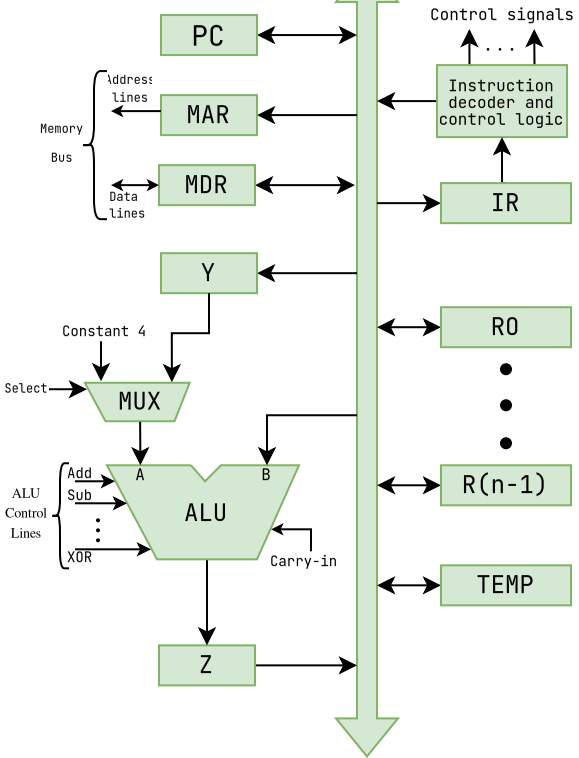 Control signals
. . .
PC
Instruction
decoder and
control logic
Address
lines
MAR
Memory
Bus
MDR
Data
lines
IR
Y
Constant 4
RO
Select
MUX
Add
A
B
Sub
ALU
Control
Lines
ALU
R(n-1)
XOR
Carry-in
TEMP
Z